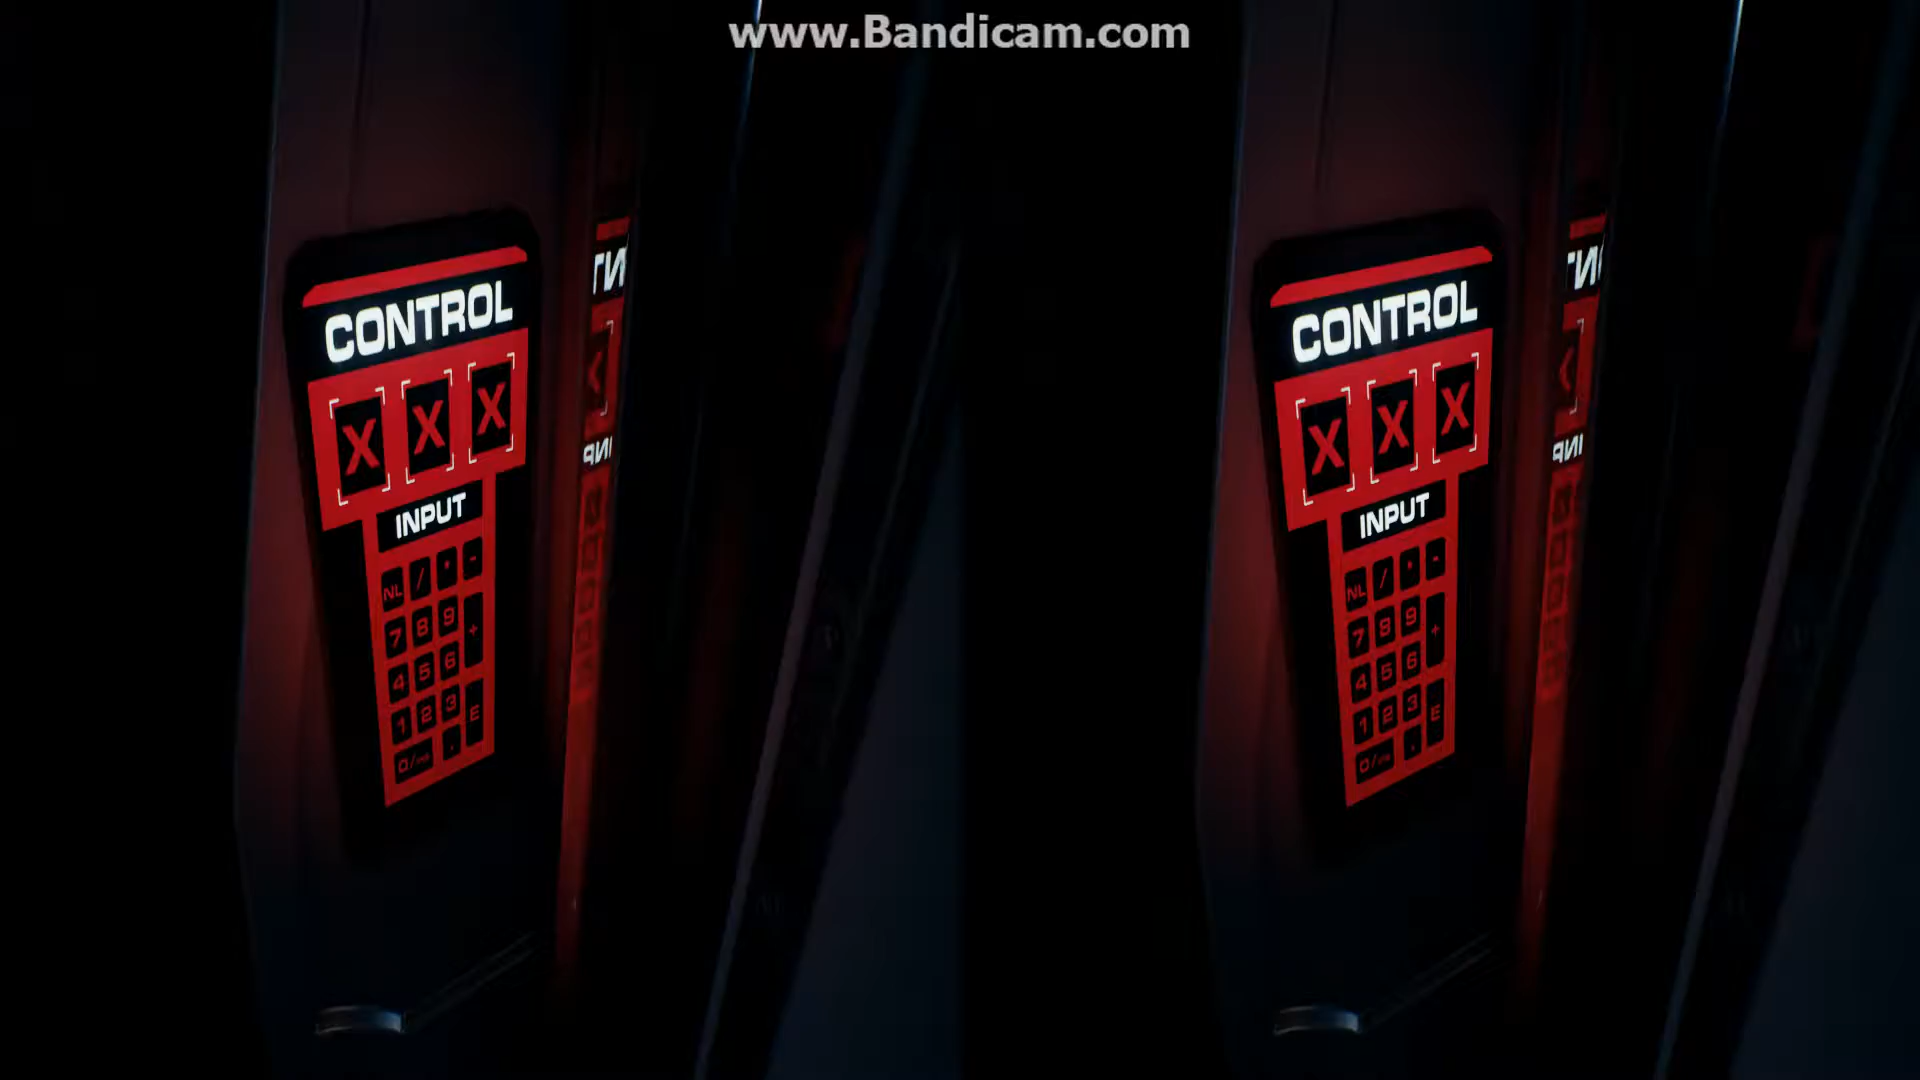 www.Bandicam.com
CONTROL
X X X
INPUT
NL / * -
7 8 9 +
4 5 6
1 2 3 E
0/
CONTROL
X X X
INPUT
NL / * -
7 8 9 +
4 5 6
1 2 3 E
0/